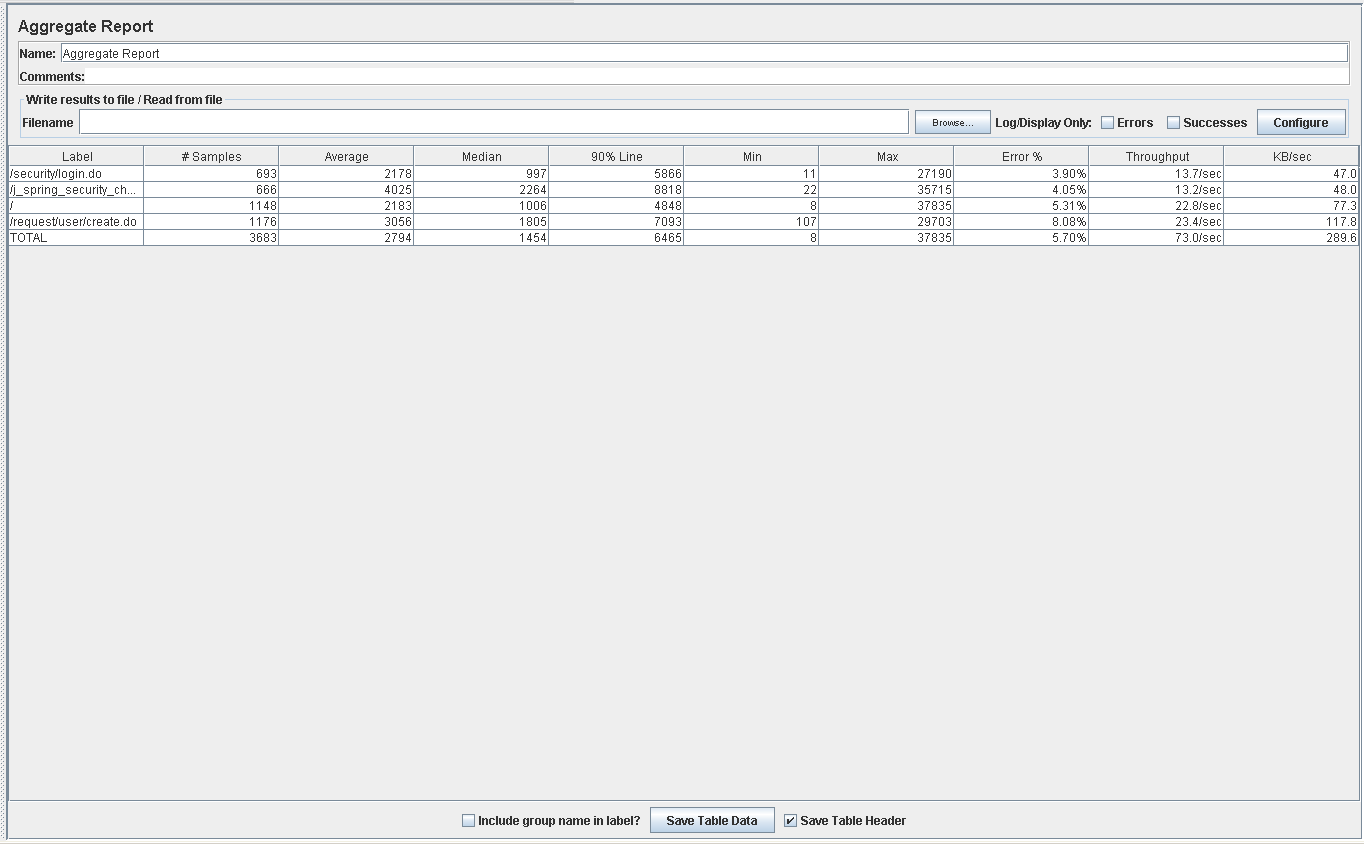 Aggregate Report
Name: Aggregate Report
Comments:
Write results to file / Read from file
Filename Browse... Log/Display Only: Errors Successes Configure
Label # Samples Average Median 90% Line Min Max Error % Throughput KB/sec
/security/login.do 693 2178 997 5866 11 27190 3.90% 13.7/sec 47.0
/j_spring_security_ch... 666 4025 2264 8818 22 35715 4.05% 13.2/sec 48.0
/ 1148 2183 1006 4848 8 37835 5.31% 22.8/sec 77.3
/request/user/create.do 1176 3056 1805 7093 107 29703 8.08% 23.4/sec 117.8
TOTAL 3683 2794 1454 6465 8 37835 5.70% 73.0/sec 289.6
Include group name in label? Save Table Data Save Table Header